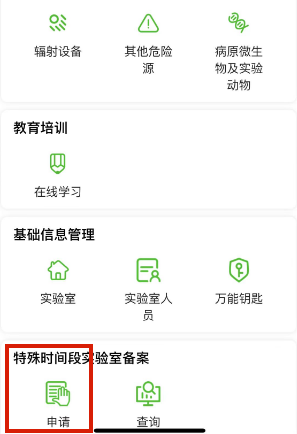 辐射设备 其他危险 病原微生
源 物及实验
动物
教育培训
在线学习
基础信息管理
实验室 实验室人 万能钥匙
员
特殊时间段实验室备案
申请 查询